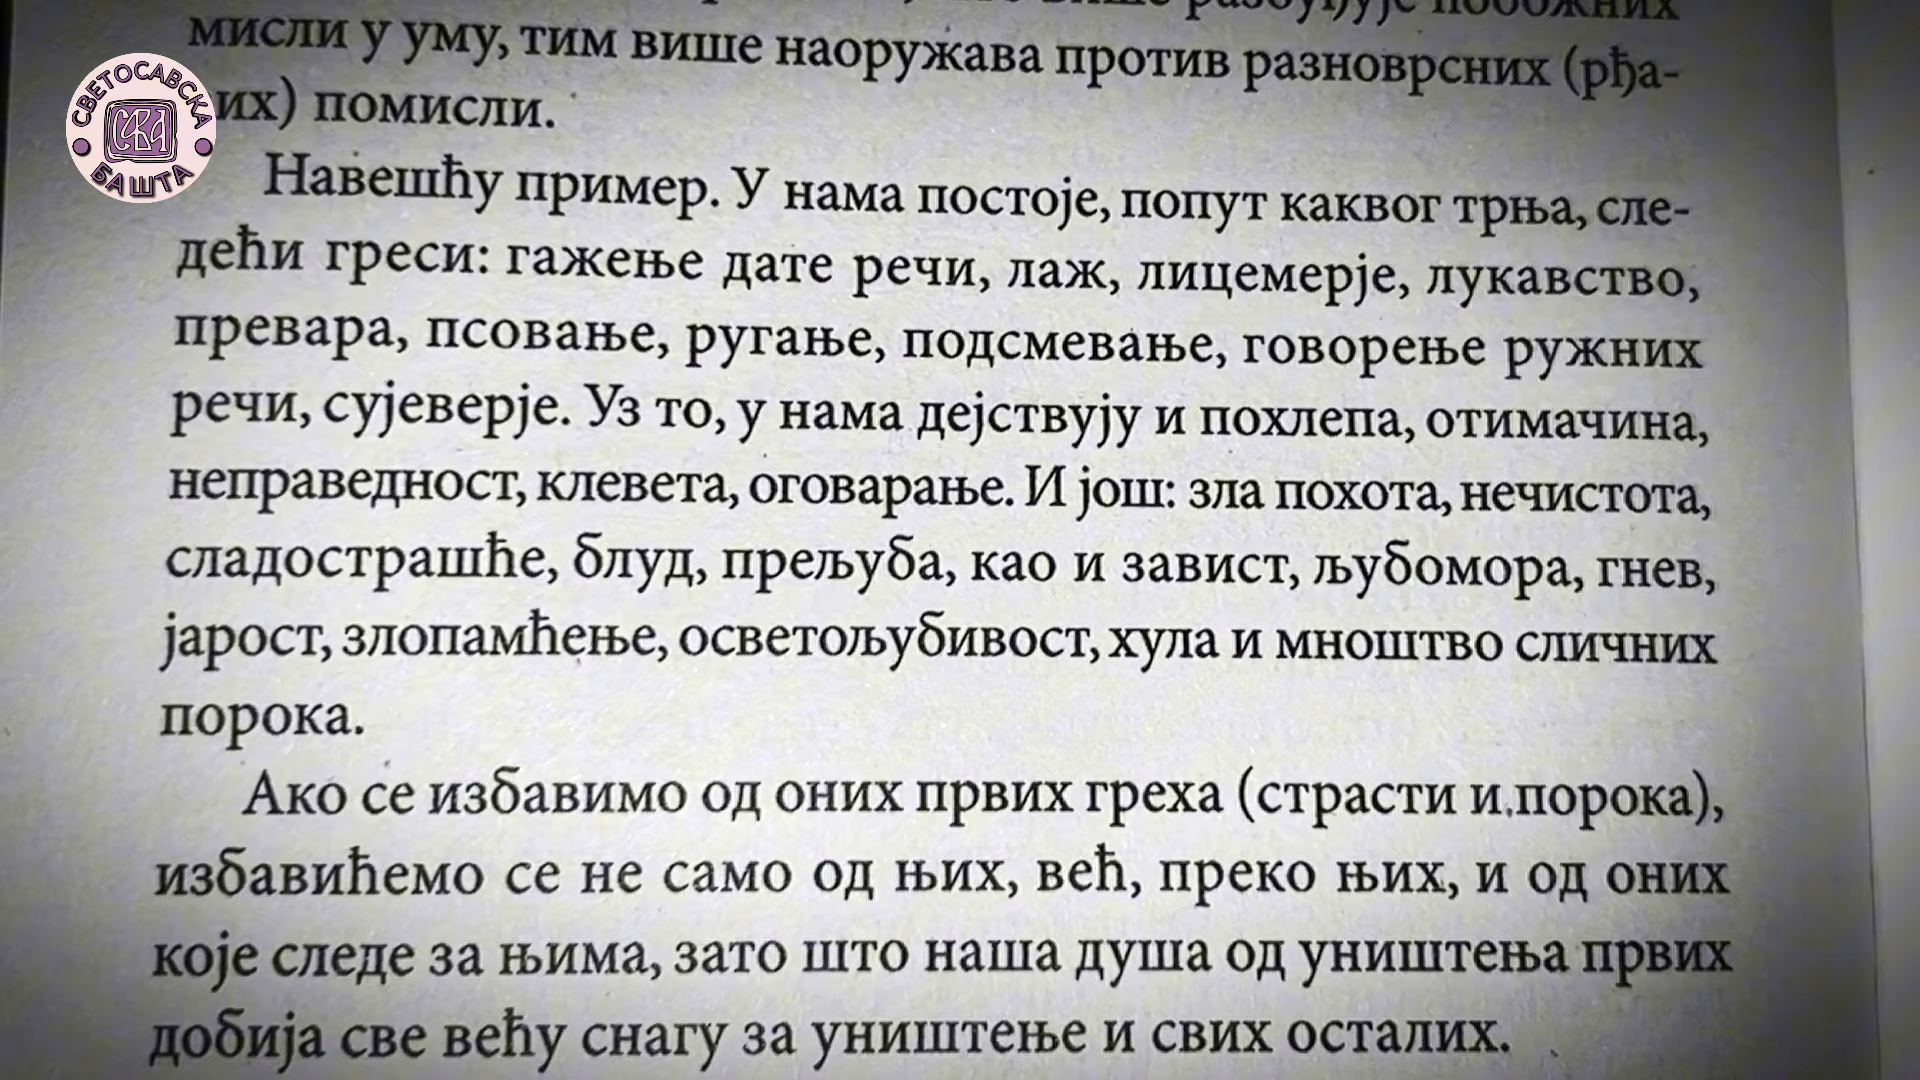 разбуђује побожних
мисли у уму, тим више наоружава против разноврсних (рђа-
их) помисли.
СВЕТОСАВСКА
БАШТА
Навешћу пример. У нама постоје, попут каквог трња, сле-
дећи греси: гажење дате речи, лаж, лицемерје, лукавство,
превара, псовање, ругање, подсмевање, говорење ружних
речи, сујеверје. Уз то, у нама дејствују и похлепа, отимачина,
неправедност, клевета, оговарање. И још: зла похота, нечистота,
сладострашће, блуд, прељуба, као и завист, љубомора, гнев,
јарост, злопамћење, осветољубивост, хула и мноштво сличних
порока.
Ако се избавимо од оних првих греха (страсти и порока),
избавићемо се не само од њих, већ, преко њих, и од оних
које следе за њима, зато што наша душа од уништења првих
добија све већу снагу за уништење и свих осталих.